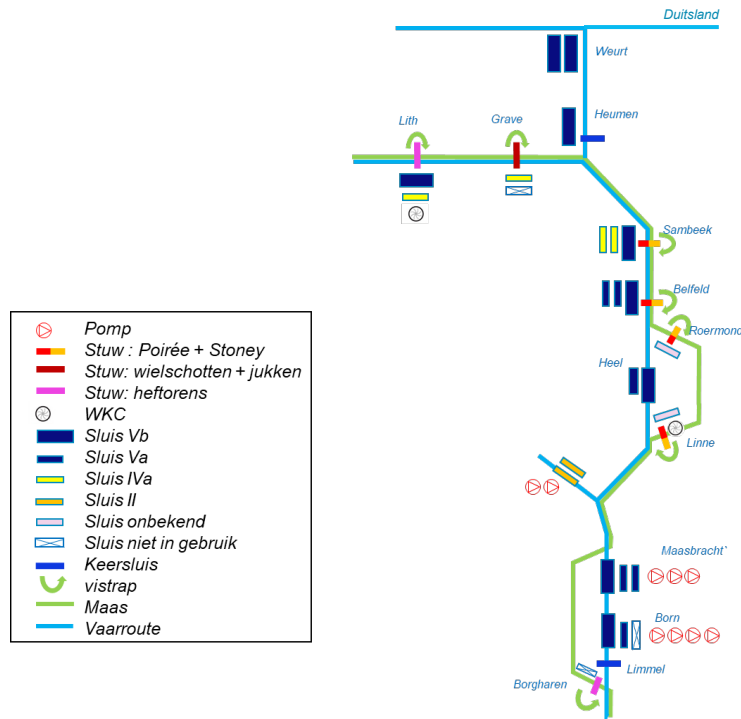 Duitsland
Weurt
Heumen
Lith
Grave
Sambeek
Belfeld
Roermond
Heel
Linne
Maasbracht`
Born
Limmel
Borgharen
Pomp
Stuw : Poirée + Stoney
Stuw: wielschotten + jukken
Stuw: heftorens
WKC
Sluis Vb
Sluis Va
Sluis IVa
Sluis II
Sluis onbekend
Sluis niet in gebruik
Keersluis
vistrap
Maas
Vaarroute